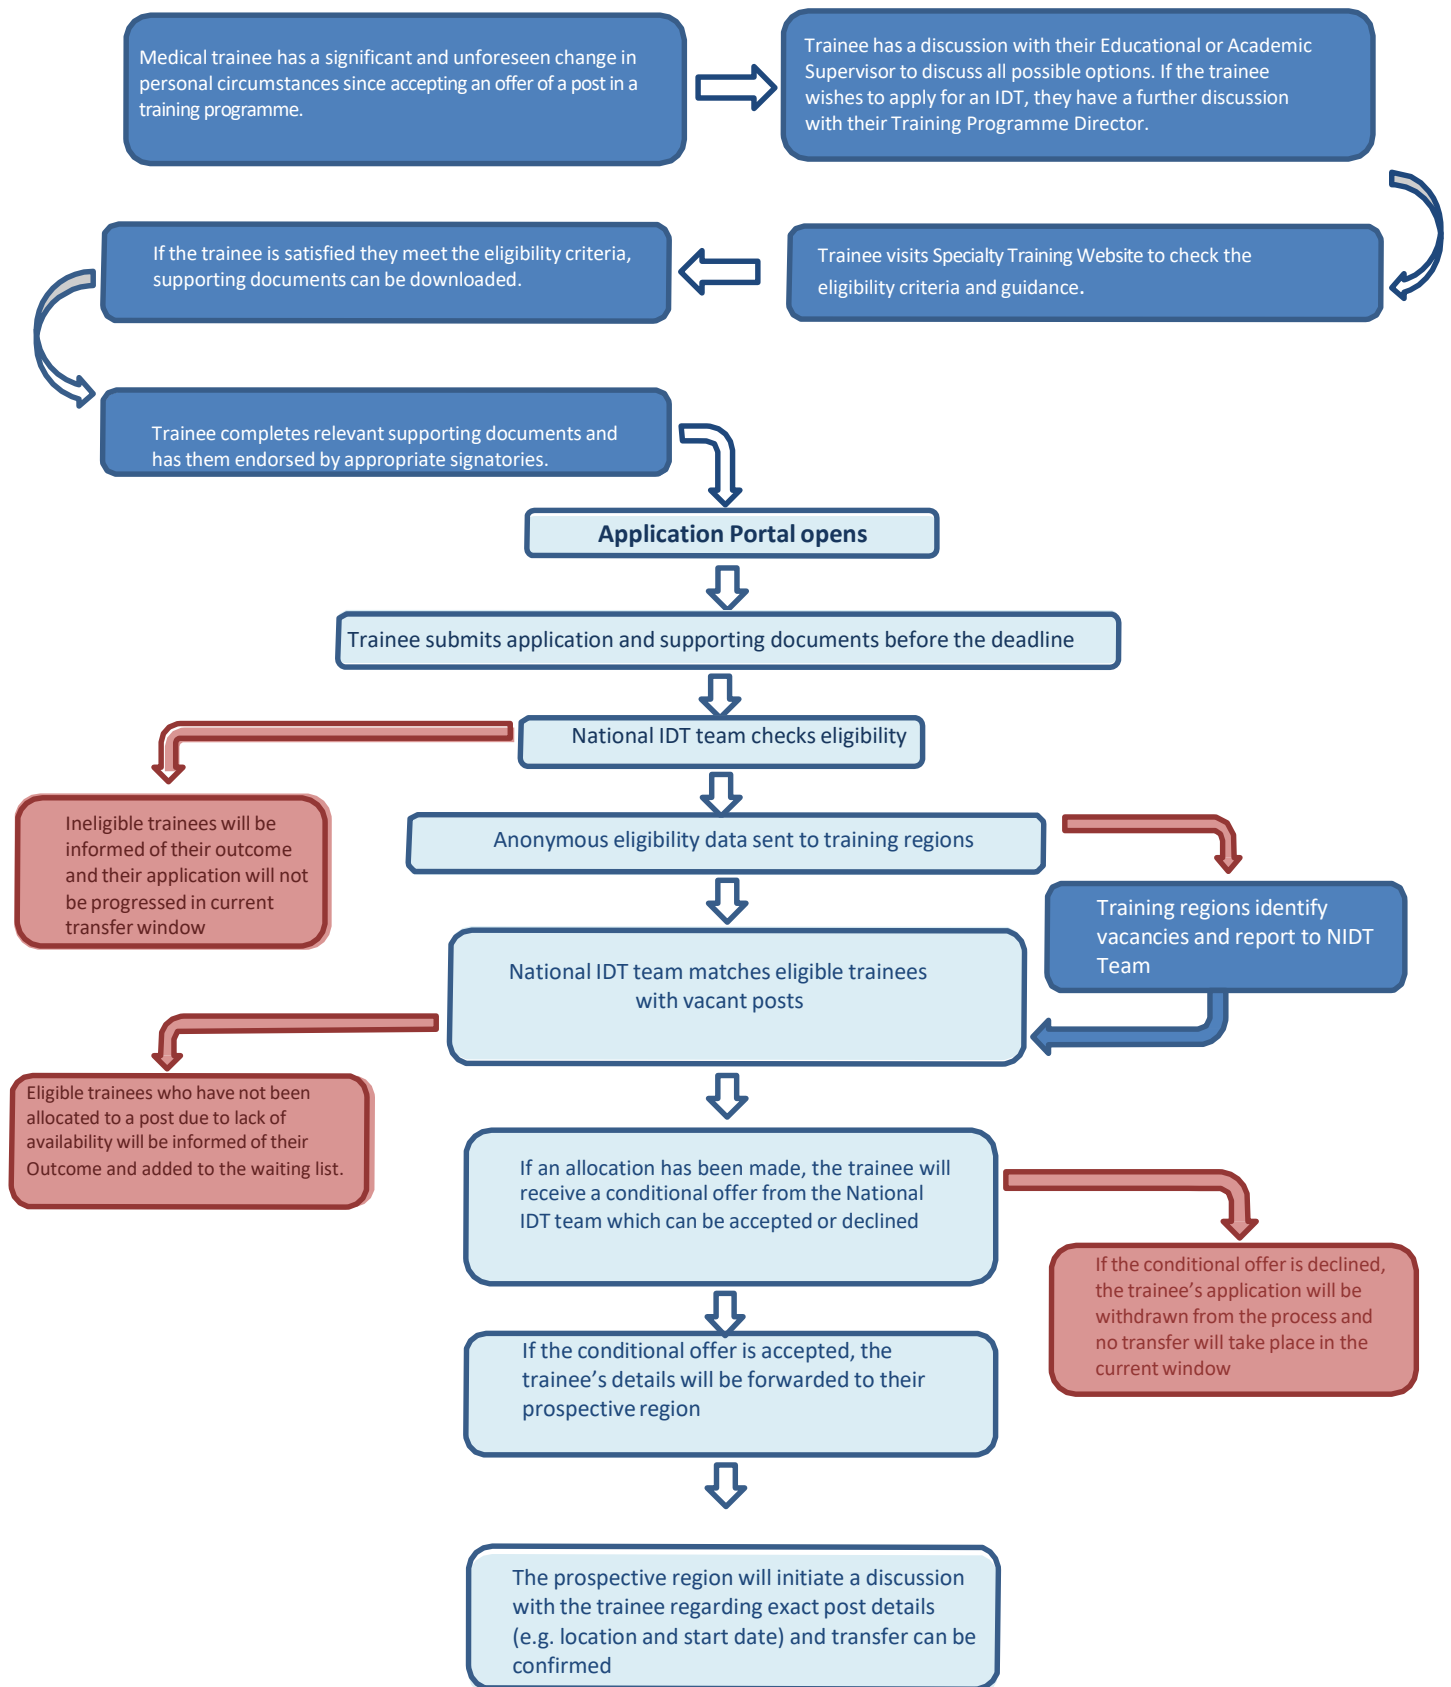 Medical trainee has a significant and unforeseen change in
personal circumstances since accepting an offer of a post in a
training programme.
Trainee has a discussion with their Educational or Academic
Supervisor to discuss all possible options. If the trainee
wishes to apply for an IDT, they have a further discussion
with their Training Programme Director.
Trainee visits Specialty Training Website to check the
eligibility criteria and guidance.
If the trainee is satisfied they meet the eligibility criteria,
supporting documents can be downloaded.
Trainee completes relevant supporting documents and
has them endorsed by appropriate signatories.
Application Portal opens
Trainee submits application and supporting documents before the deadline
National IDT team checks eligibility
Ineligible trainees will be
informed of their outcome
and their application will not
be progressed in current
transfer window
Anonymous eligibility data sent to training regions
Training regions identify
vacancies and report to NIDT
Team
National IDT team matches eligible trainees
with vacant posts
Eligible trainees who have not been
allocated to a post due to lack of
availability will be informed of their
Outcome and added to the waiting list.
If an allocation has been made, the trainee will
receive a conditional offer from the National
IDT team which can be accepted or declined
If the conditional offer is declined,
the trainee’s application will be
withdrawn from the process and
no transfer will take place in the
current window
If the conditional offer is accepted, the
trainee’s details will be forwarded to their
prospective region
The prospective region will initiate a discussion
with the trainee regarding exact post details
(e.g. location and start date) and transfer can be
confirmed